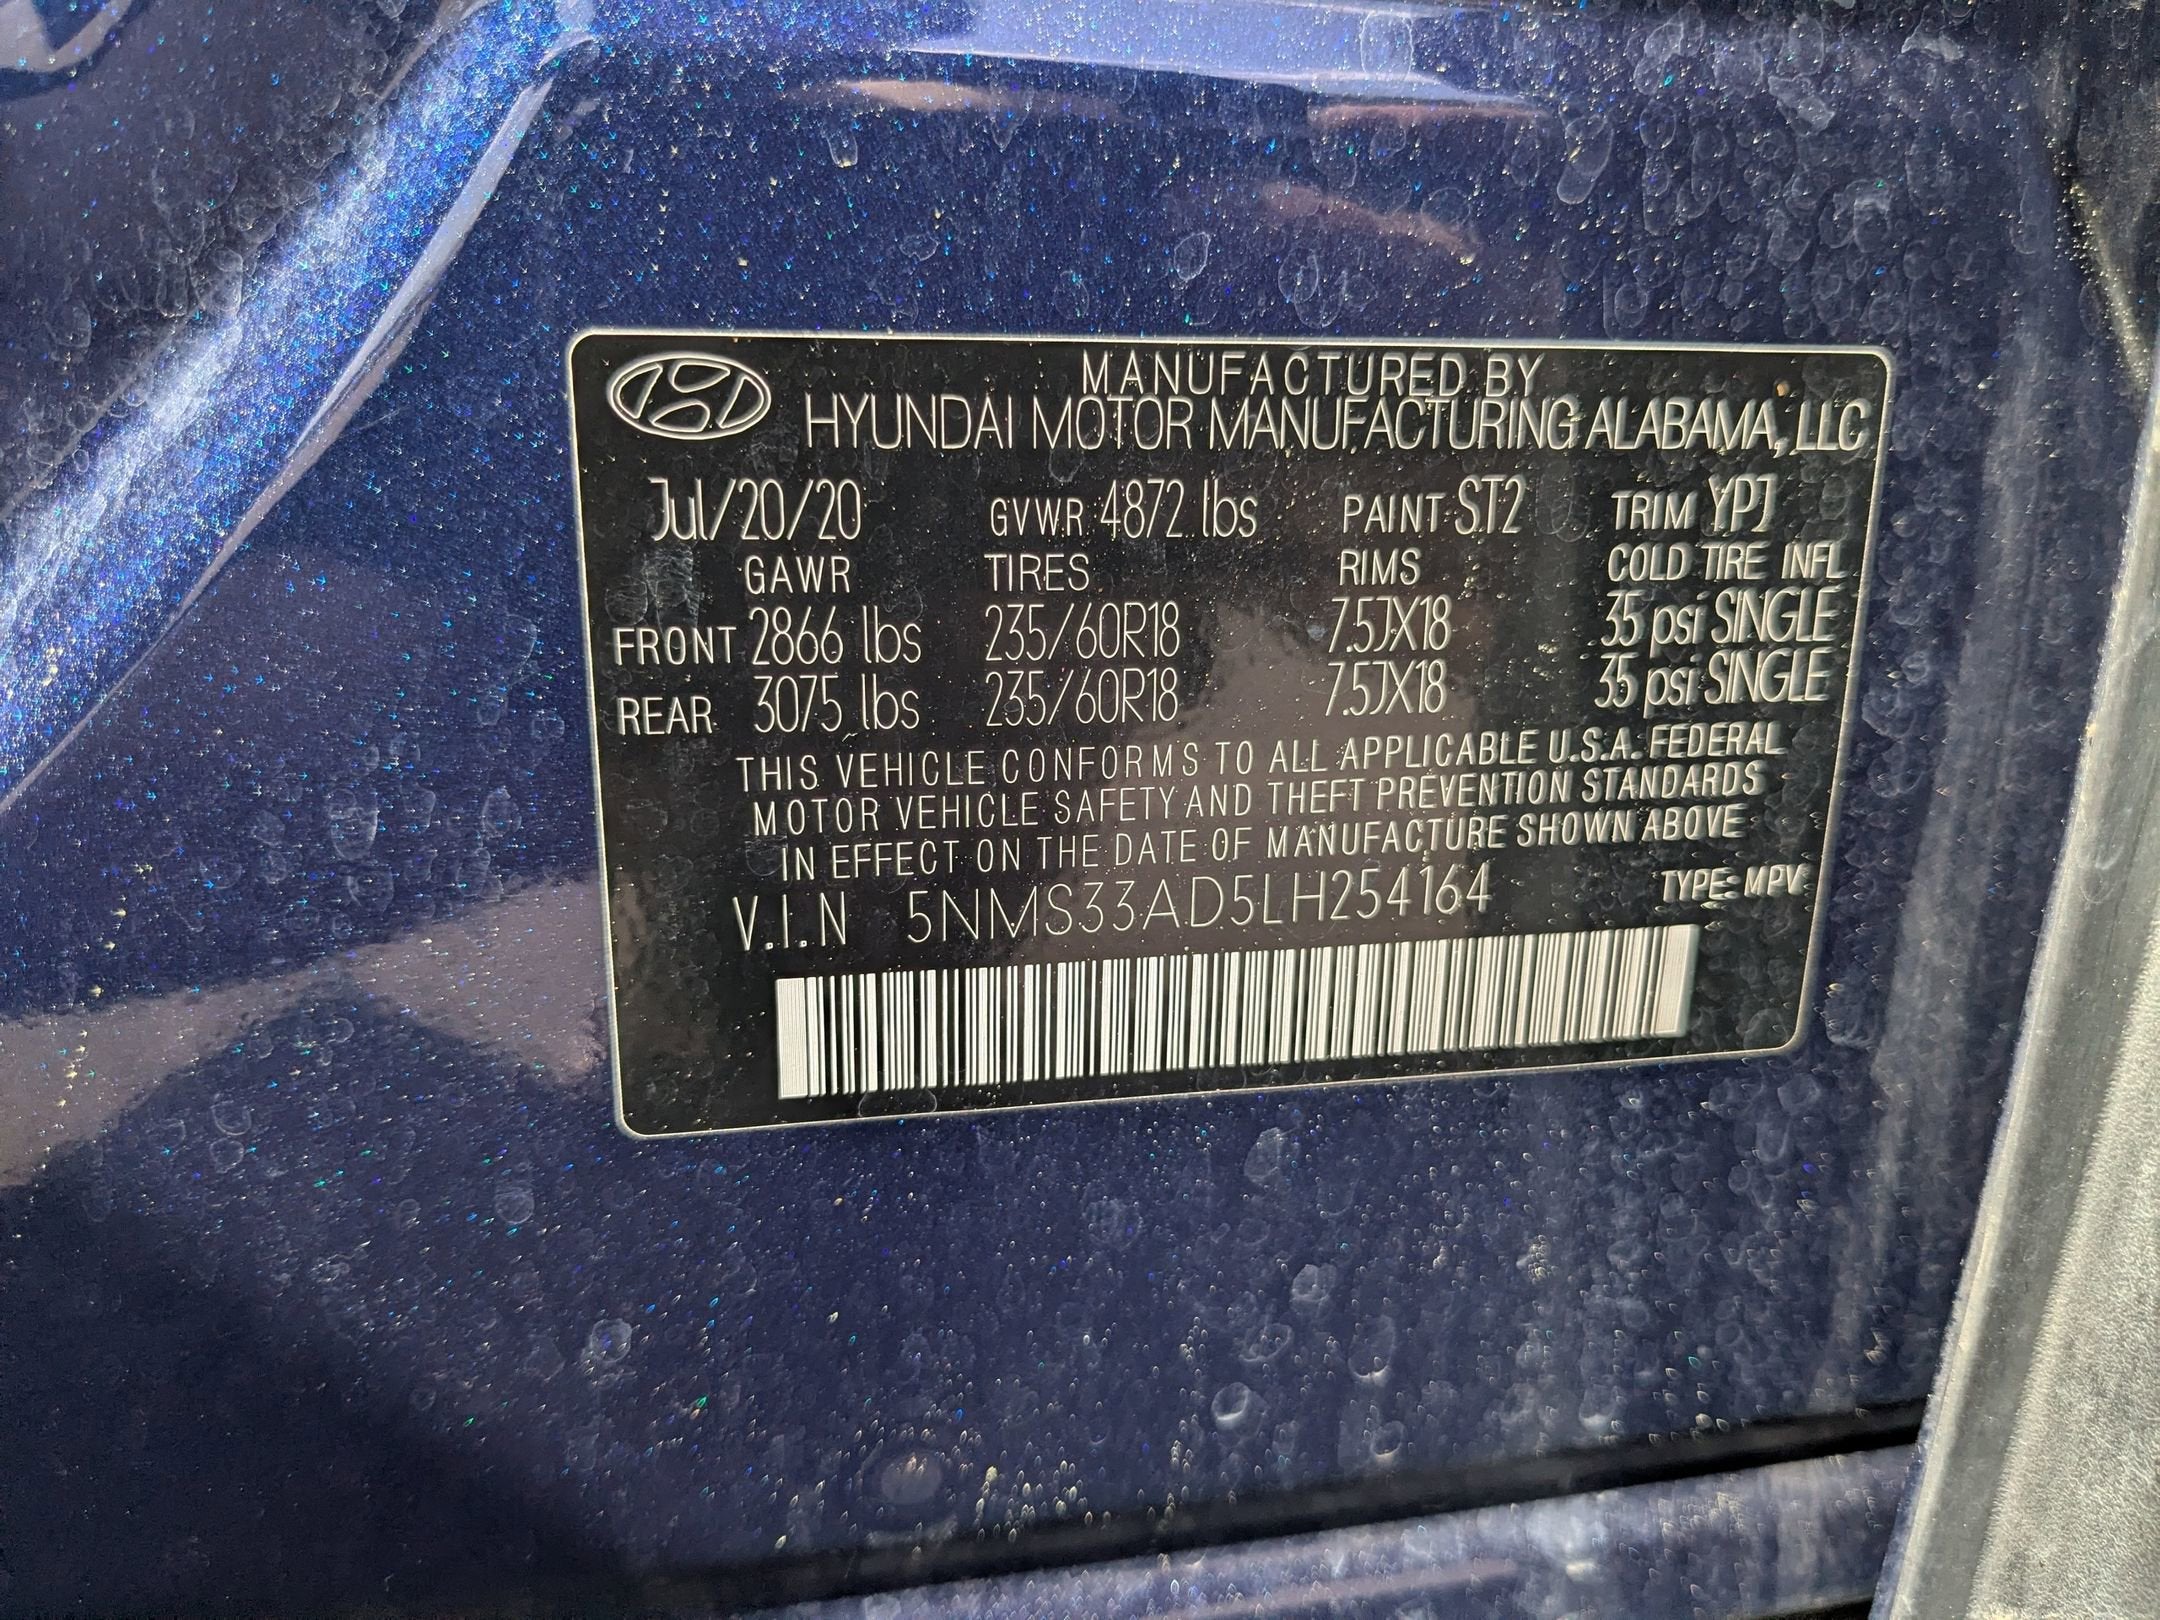 MANUFACTURED BY
HYUNDAI MOTOR MANUFACTURING ALABAMA, LLC
Jul/20/20 GVWR 4872 lbs PAINT ST2 TRIM YPJ
GAWR TIRES RIMS COLD TIRE INFL
FRONT 2866 lbs 235/60R18 7.5JX18 35 psi SINGLE
REAR 3075 lbs 235/60R18 7.5JX18 35 psi SINGLE
THIS VEHICLE CONFORMS TO ALL APPLICABLE U.S.A. FEDERAL
MOTOR VEHICLE SAFETY AND THEFT PREVENTION STANDARDS
IN EFFECT ON THE DATE OF MANUFACTURE SHOWN ABOVE
V.I.N 5NMS33AD5LH254164 TYPE: MPV